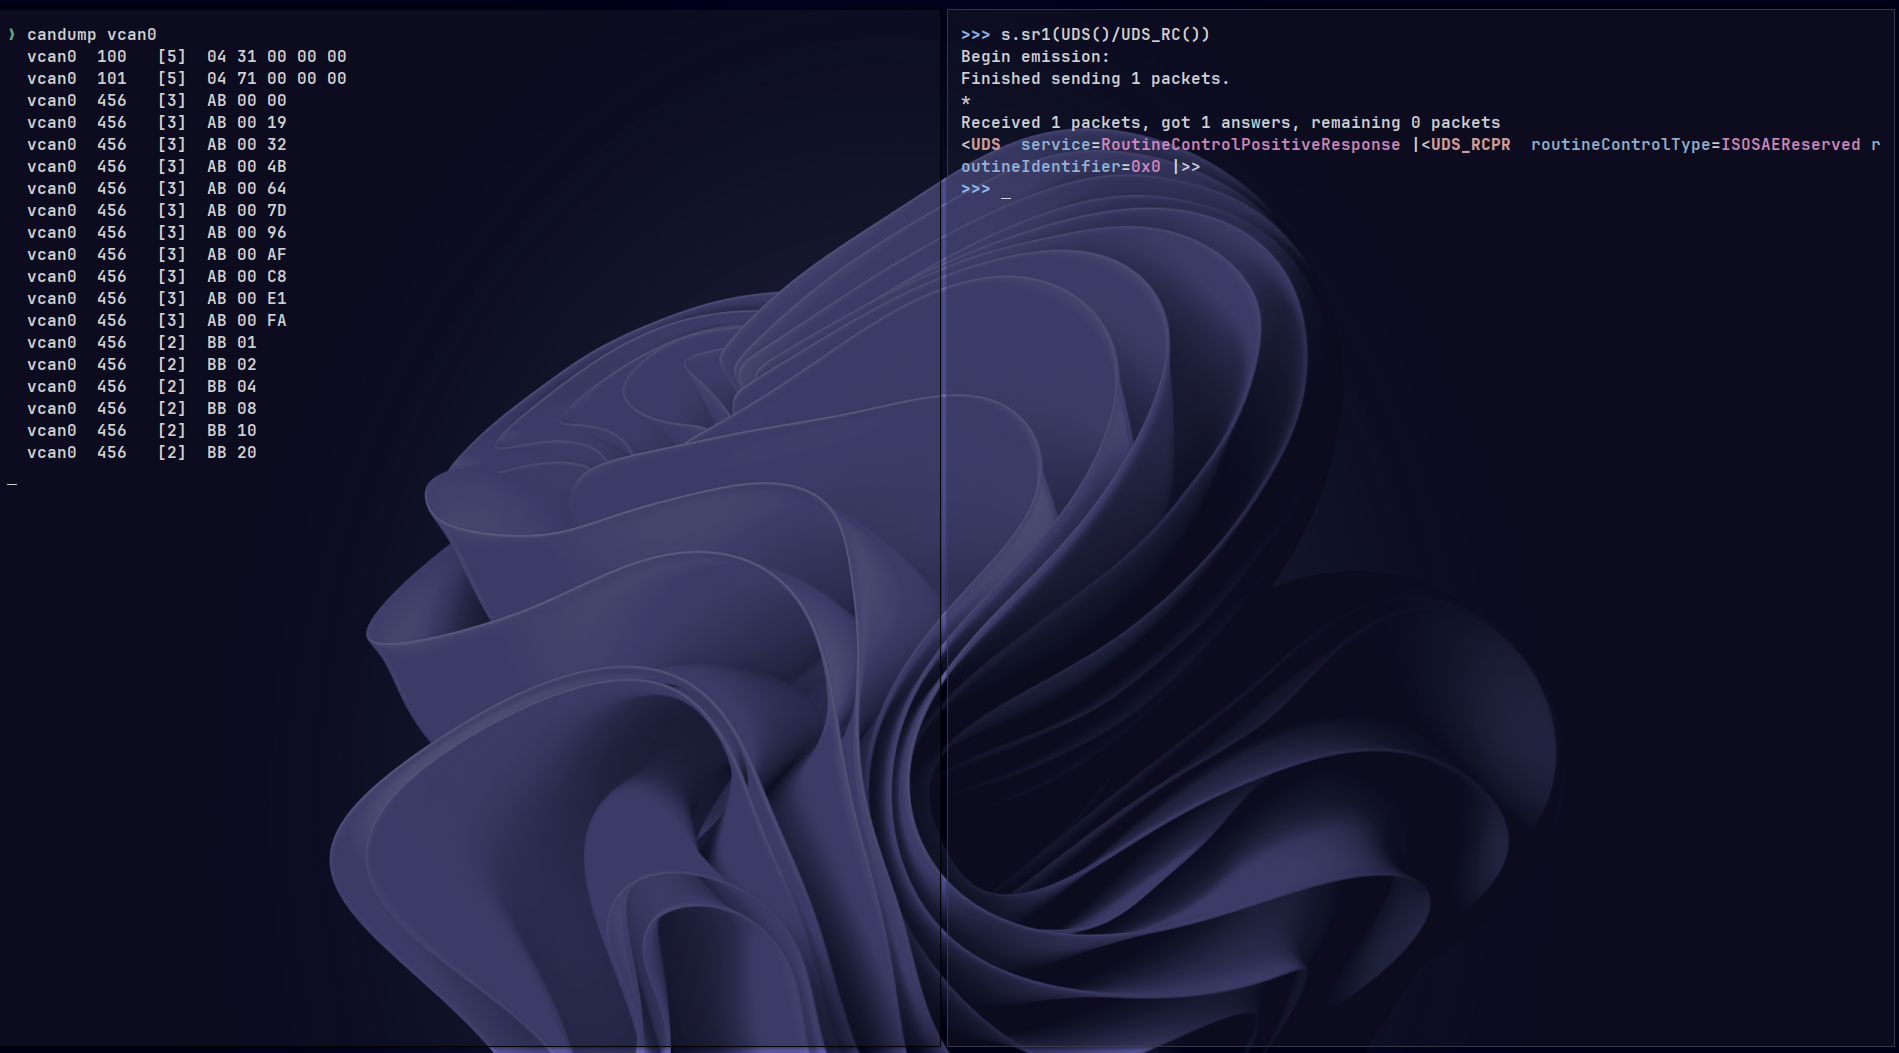 ❯ candump vcan0
vcan0  100   [5]  04 31 00 00 00
vcan0  101   [5]  04 71 00 00 00
vcan0  456   [3]  AB 00 00
vcan0  456   [3]  AB 00 19
vcan0  456   [3]  AB 00 32
vcan0  456   [3]  AB 00 4B
vcan0  456   [3]  AB 00 64
vcan0  456   [3]  AB 00 7D
vcan0  456   [3]  AB 00 96
vcan0  456   [3]  AB 00 AF
vcan0  456   [3]  AB 00 C8
vcan0  456   [3]  AB 00 E1
vcan0  456   [3]  AB 00 FA
vcan0  456   [2]  BB 01
vcan0  456   [2]  BB 02
vcan0  456   [2]  BB 04
vcan0  456   [2]  BB 08
vcan0  456   [2]  BB 10
vcan0  456   [2]  BB 20
_
>>> s.sr1(UDS()/UDS_RC())
Begin emission:
Finished sending 1 packets.
*
Received 1 packets, got 1 answers, remaining 0 packets
<UDS  service=RoutineControlPositiveResponse |<UDS_RCPR  routineControlType=ISOSAEReserved r
outineIdentifier=0x0 |>>
>>> _